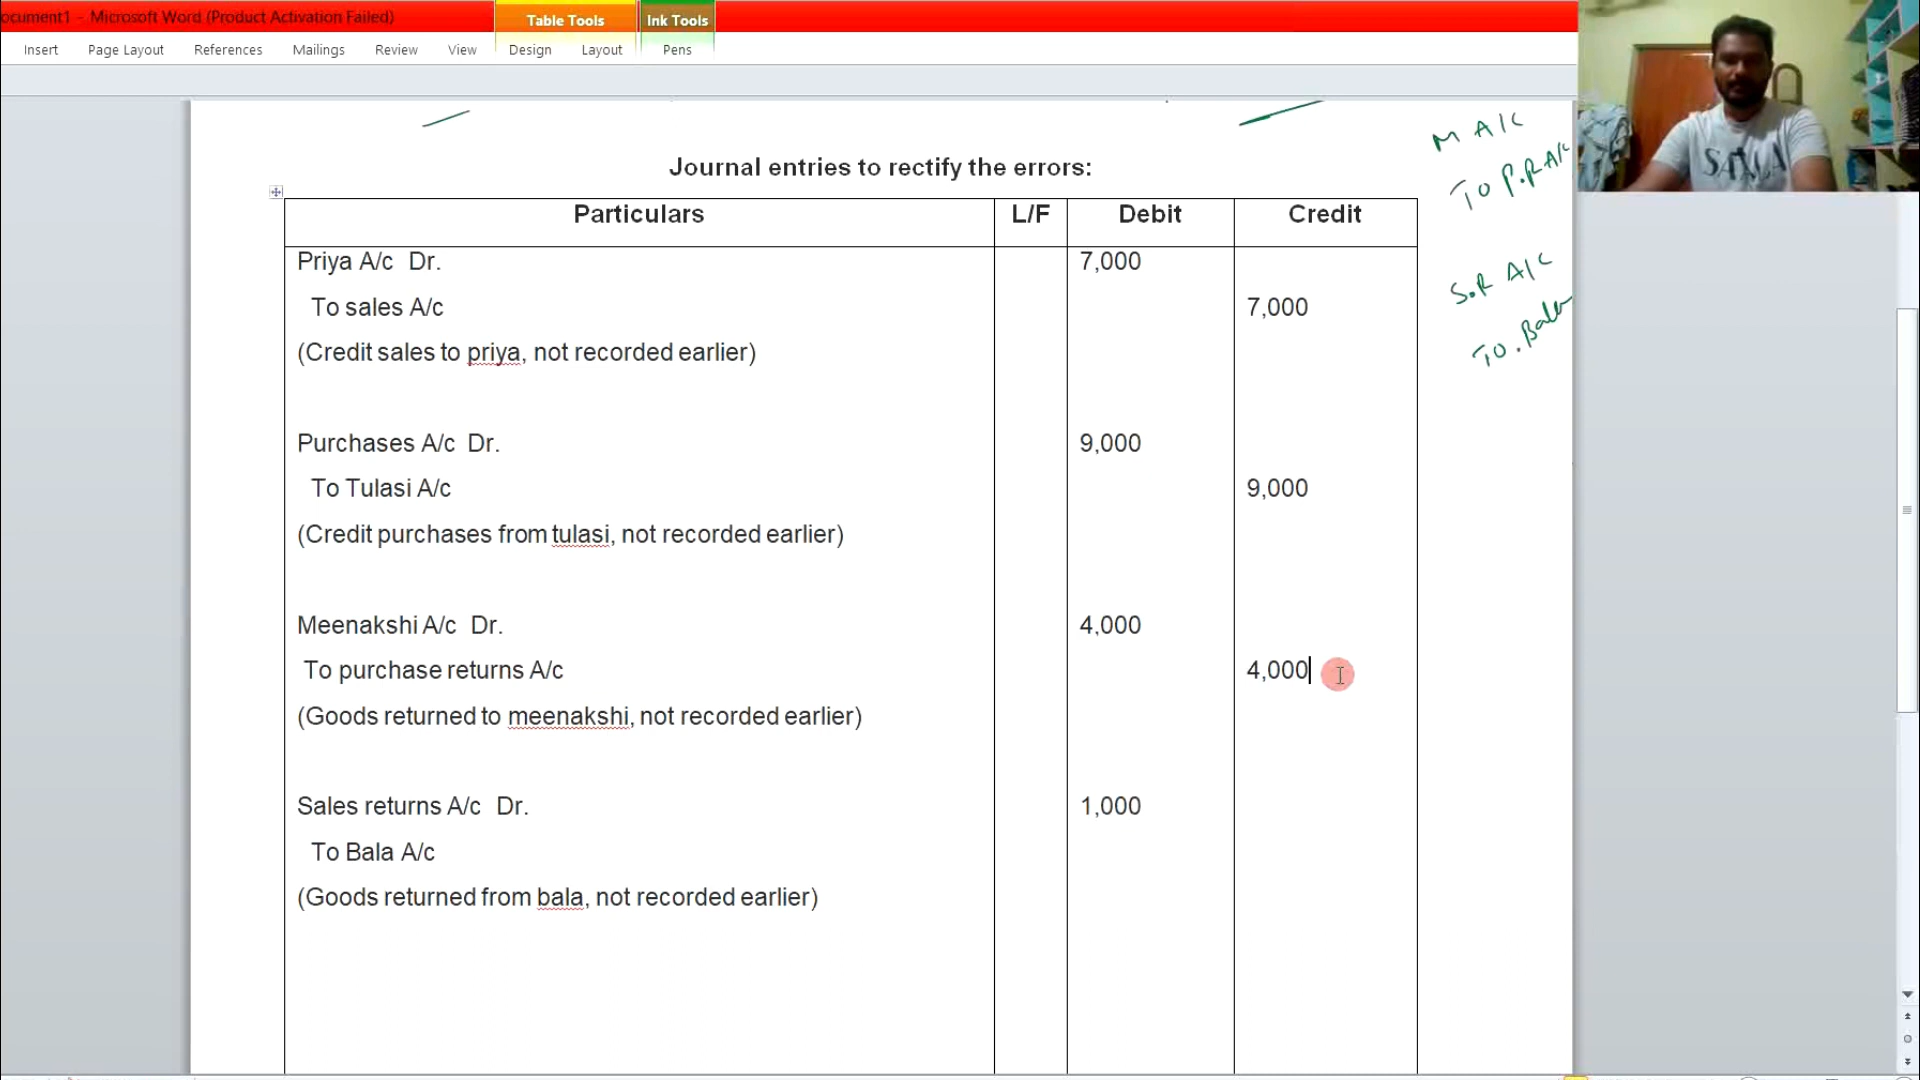 ocument1 - Microsoft Word (Product Activation Failed)
Table Tools
Ink Tools
Insert Page Layout References Mailings Review View Design Layout Pens
M A/C
To P.R A/C
S.R A/C
To. Bala
Journal entries to rectify the errors:
Particulars L/F Debit Credit
Priya A/c Dr. 7,000
To sales A/c 7,000
(Credit sales to priya, not recorded earlier)
Purchases A/c Dr. 9,000
To Tulasi A/c 9,000
(Credit purchases from tulasi, not recorded earlier)
Meenakshi A/c Dr. 4,000
To purchase returns A/c 4,000
(Goods returned to meenakshi, not recorded earlier)
Sales returns A/c Dr. 1,000
To Bala A/c
(Goods returned from bala, not recorded earlier)